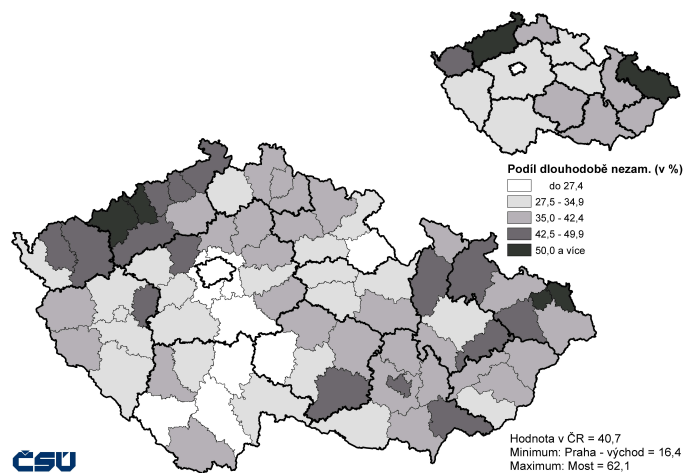 Podíl dlouhodobě nezam. (v %)
do 27,4
27,5 - 34,9
35,0 - 42,4
42,5 - 49,9
50,0 a více
Hodnota v ČR = 40,7
Minimum: Praha - východ = 16,4
Maximum: Most = 62,1
ČSÚ